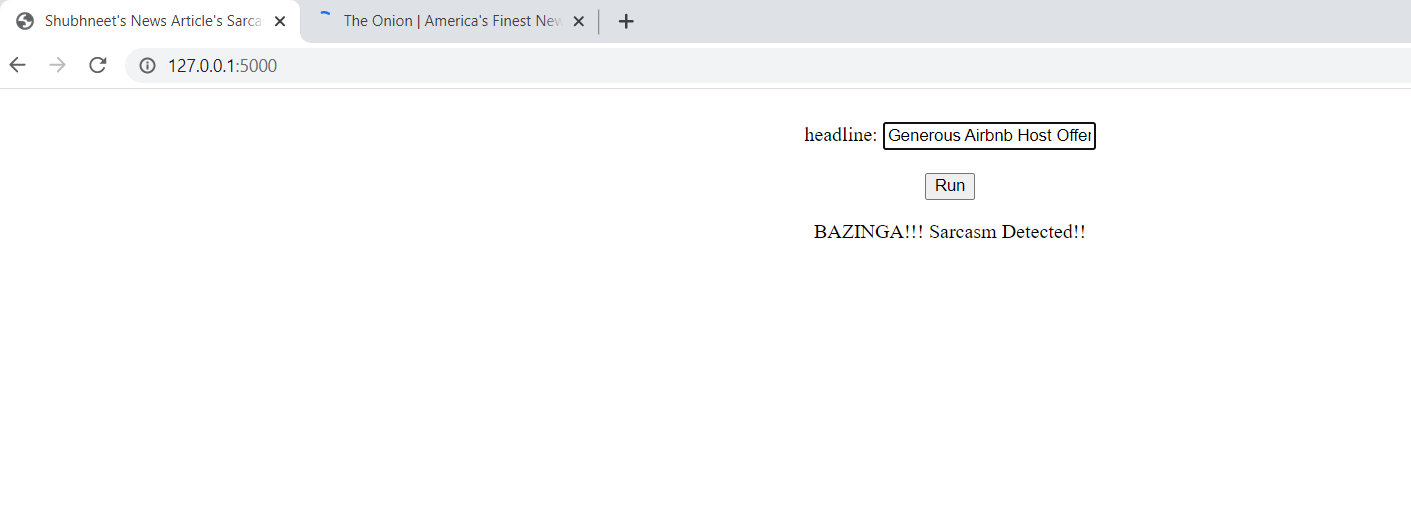 Shubhneet's News Article's Sarca
The Onion | America's Finest New
127.0.0.1:5000
headline: Generous Airbnb Host Offer
Run
BAZINGA!!! Sarcasm Detected!!